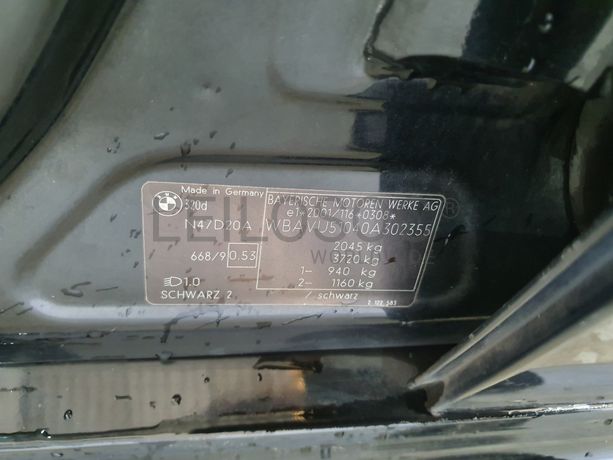 BMW
Made in Germany
320d
N47D20A
668/9 0.53
1.0
SCHWARZ 2
BAYERISCHE MOTOREN WERKE AG
e1*2001/116*0308*
WBAVU51040A302355
2045 kg
3720 kg
1- 940 kg
2- 1160 kg
/ schwarz